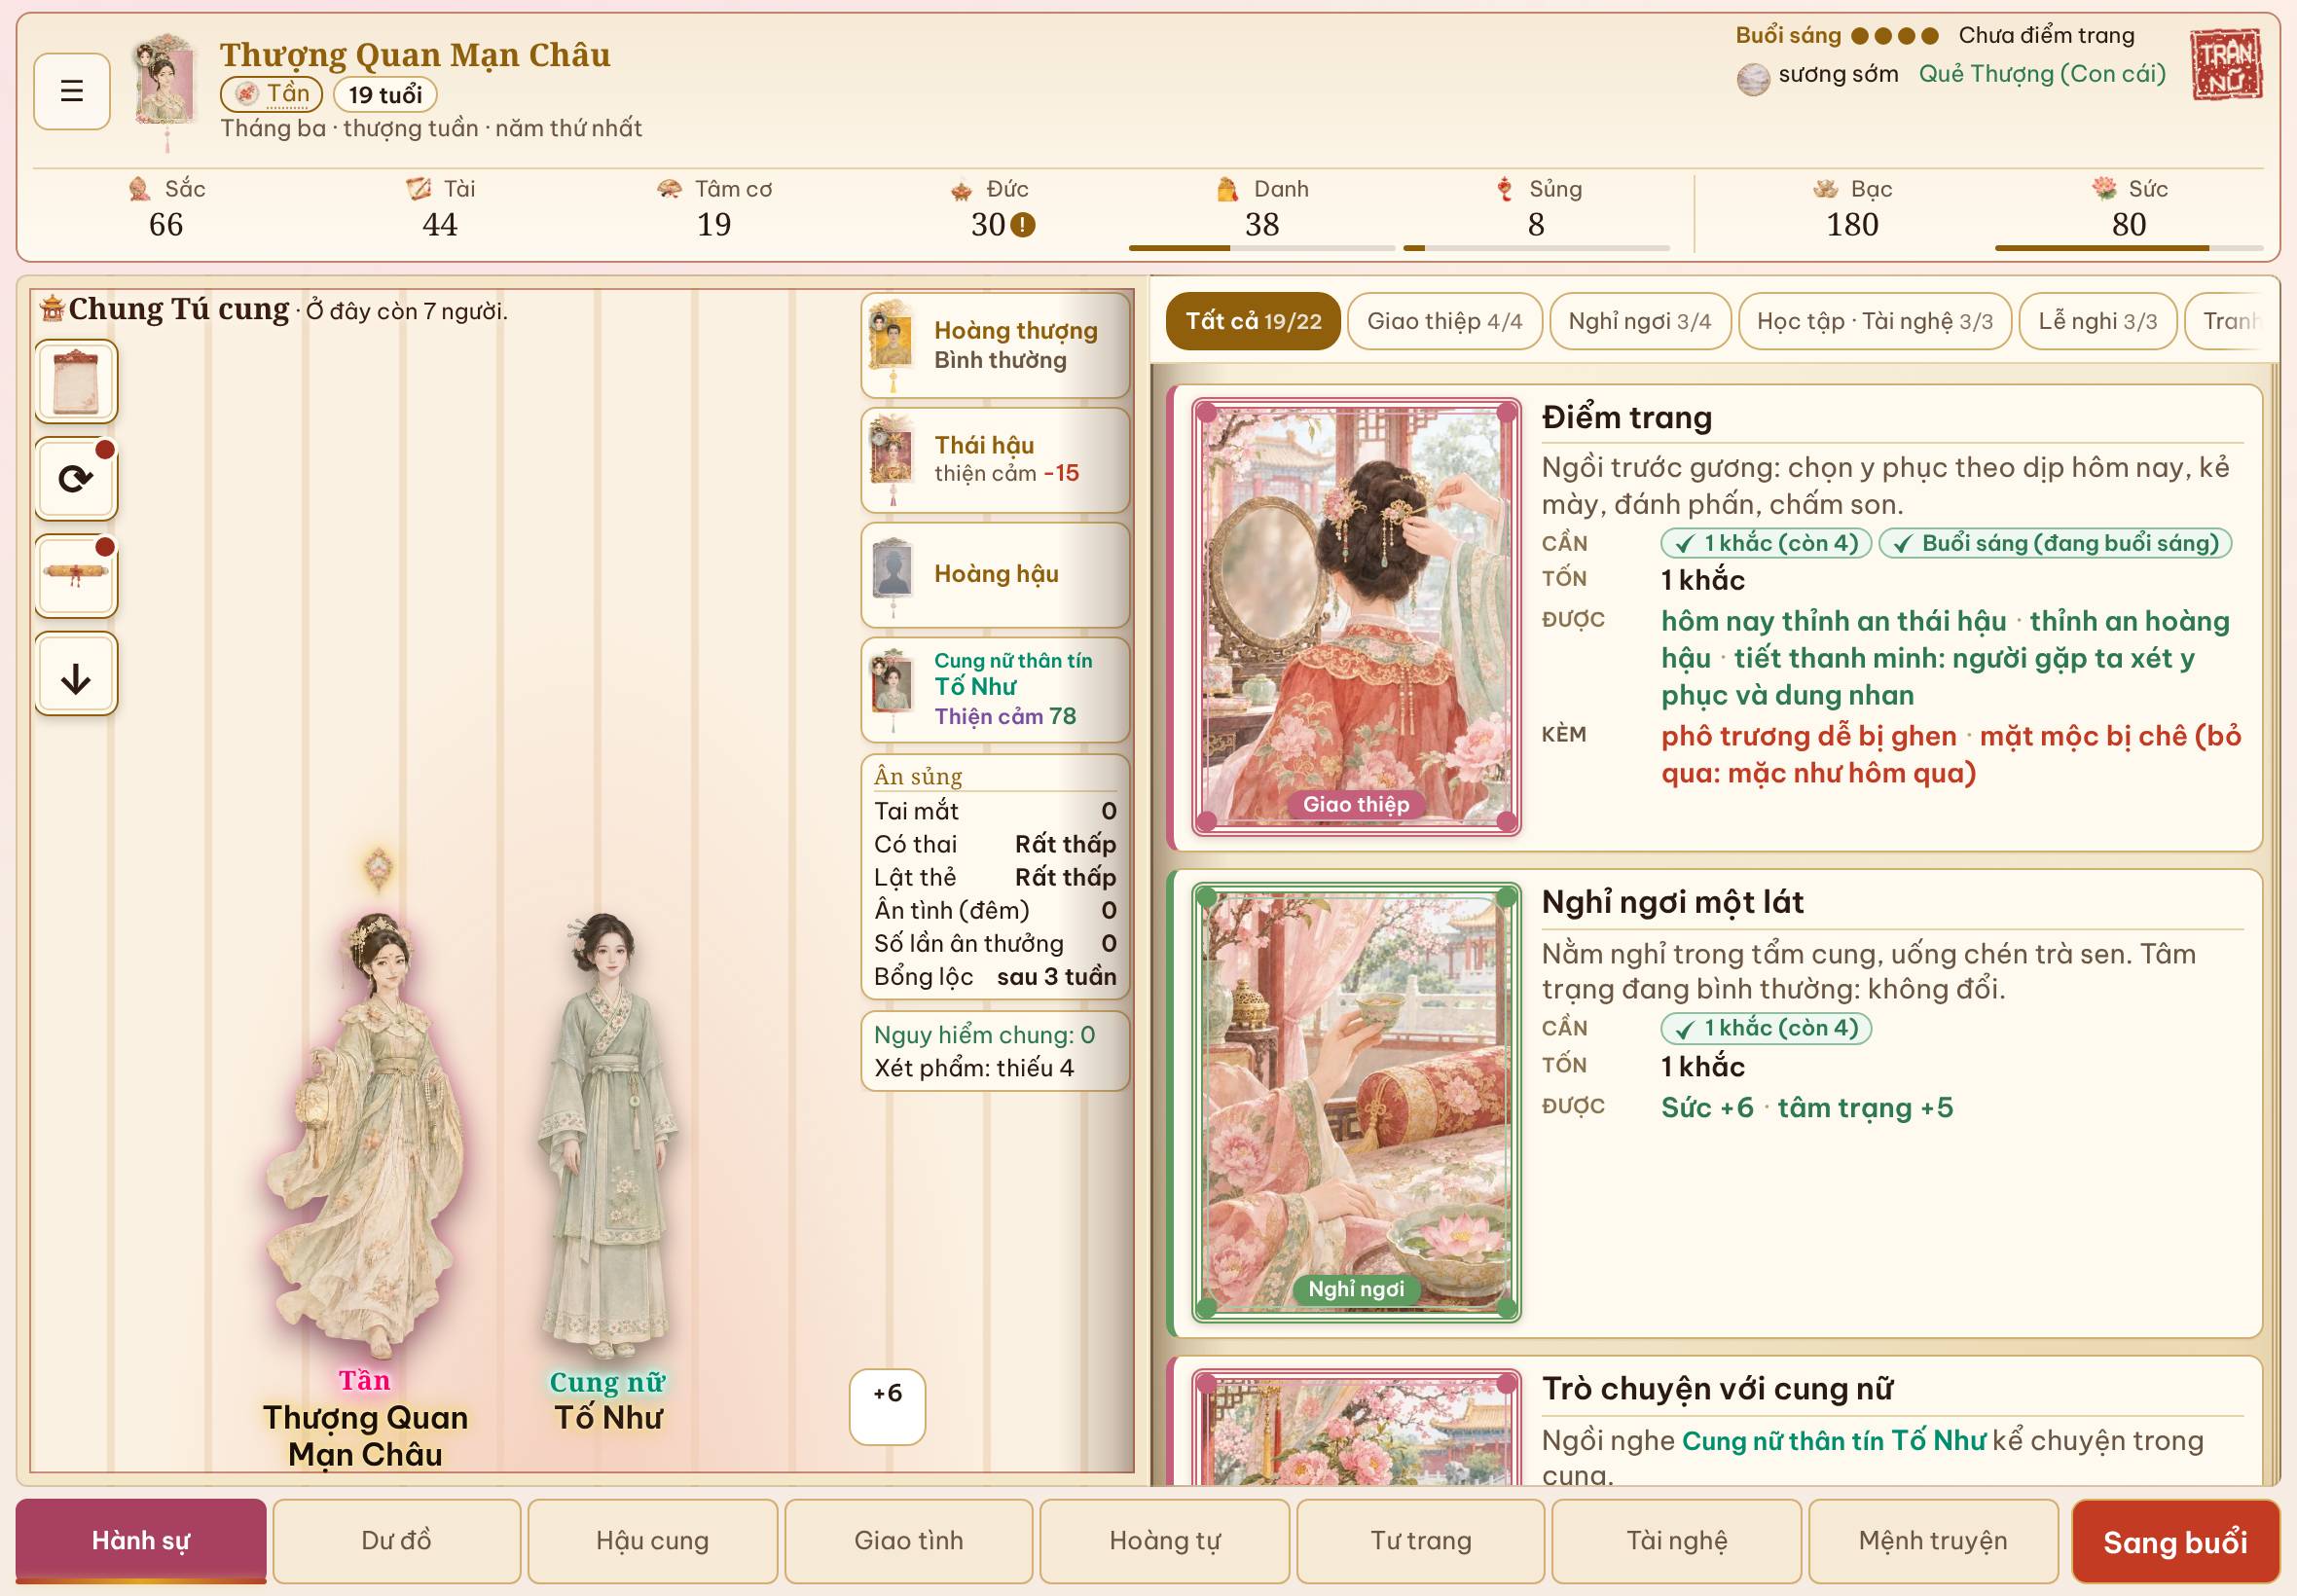 Thượng Quan Mạn Châu
Tần
19 tuổi
Tháng ba · thượng tuần · năm thứ nhất
Buổi sáng
Chưa điểm trang
sương sớm
Quẻ Thượng (Con cái)
TRÂN
NỮ
Sắc
66
Tài
44
Tâm cơ
19
Đức
30 !
Danh
38
Sủng
8
Bạc
180
Sức
80
Chung Tú cung · Ở đây còn 7 người.
Hoàng thượng
Bình thường
Thái hậu
thiện cảm -15
Hoàng hậu
Cung nữ thân tín
Tố Như
Thiện cảm 78
Ân sủng
Tai mắt 0
Có thai Rất thấp
Lật thẻ Rất thấp
Ân tình (đêm) 0
Số lần ân thưởng 0
Bổng lộc sau 3 tuần
Nguy hiểm chung: 0
Xét phẩm: thiếu 4
Tần
Thượng Quan
Mạn Châu
Cung nữ
Tố Như
+6
Tất cả 19/22
Giao thiệp 4/4
Nghỉ ngơi 3/4
Học tập · Tài nghệ 3/3
Lễ nghi 3/3
Tranh
Giao thiệp
Điểm trang
Ngồi trước gương: chọn y phục theo dịp hôm nay, kẻ
mày, đánh phấn, chấm son.
CẦN ✓ 1 khắc (còn 4) ✓ Buổi sáng (đang buổi sáng)
TỐN 1 khắc
ĐƯỢC hôm nay thỉnh an thái hậu · thỉnh an hoàng
hậu · tiết thanh minh: người gặp ta xét y
phục và dung nhan
KÈM phô trương dễ bị ghen · mặt mộc bị chê (bỏ
qua: mặc như hôm qua)
Nghỉ ngơi
Nghỉ ngơi một lát
Nằm nghỉ trong tẩm cung, uống chén trà sen. Tâm
trạng đang bình thường: không đổi.
CẦN ✓ 1 khắc (còn 4)
TỐN 1 khắc
ĐƯỢC Sức +6 · tâm trạng +5
Trò chuyện với cung nữ
Ngồi nghe Cung nữ thân tín Tố Như kể chuyện trong
cung.
Hành sự
Dư đồ
Hậu cung
Giao tình
Hoàng tự
Tư trang
Tài nghệ
Mệnh truyện
Sang buổi